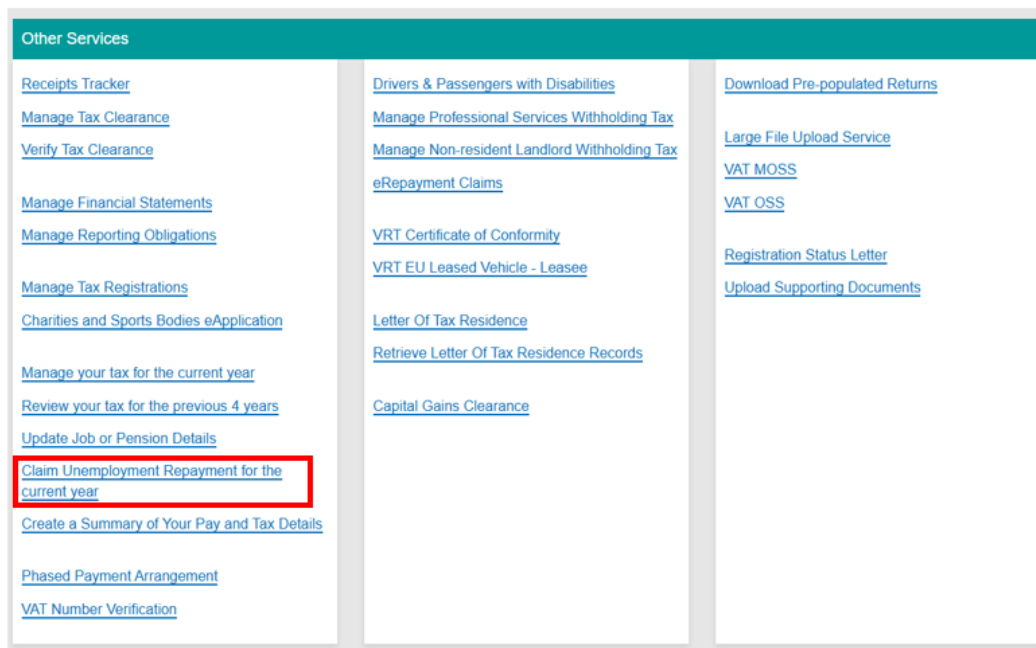 Other Services
Receipts Tracker
Manage Tax Clearance
Verify Tax Clearance
Manage Financial Statements
Manage Reporting Obligations
Manage Tax Registrations
Charities and Sports Bodies eApplication
Manage your tax for the current year
Review your tax for the previous 4 years
Update Job or Pension Details
Claim Unemployment Repayment for the
current year
Create a Summary of Your Pay and Tax Details
Phased Payment Arrangement
VAT Number Verification
Drivers & Passengers with Disabilities
Manage Professional Services Withholding Tax
Manage Non-resident Landlord Withholding Tax
eRepayment Claims
VRT Certificate of Conformity
VRT EU Leased Vehicle - Leasee
Letter Of Tax Residence
Retrieve Letter Of Tax Residence Records
Capital Gains Clearance
Download Pre-populated Returns
Large File Upload Service
VAT MOSS
VAT OSS
Registration Status Letter
Upload Supporting Documents